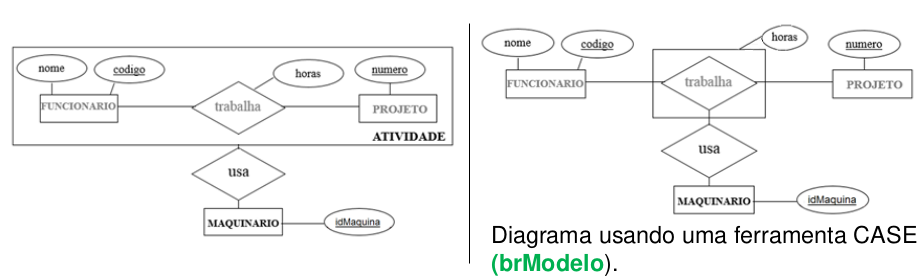 nome
codigo
horas
numero
FUNCIONARIO
trabalha
PROJETO
ATIVIDADE
usa
MAQUINARIO
idMaquina
nome
codigo
horas
numero
FUNCIONARIO
trabalha
PROJETO
usa
MAQUINARIO
idMaquina
Diagrama usando uma ferramenta CASE
(brModelo).